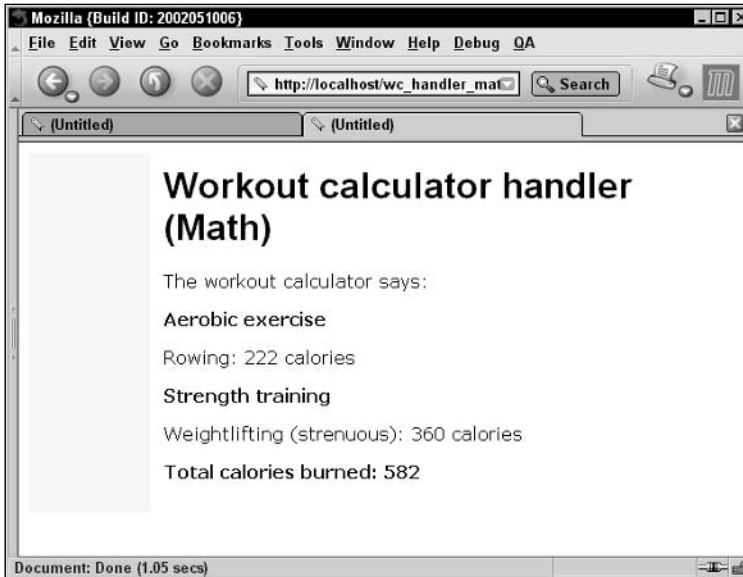 Mozilla {Build ID: 2002051006}
File Edit View Go Bookmarks Tools Window Help Debug QA
http://localhost/wc_handler_mat
Search
m
(Untitled)
(Untitled)
Workout calculator handler
(Math)
The workout calculator says:
Aerobic exercise
Rowing: 222 calories
Strength training
Weightlifting (strenuous): 360 calories
Total calories burned: 582
Document: Done (1.05 secs)